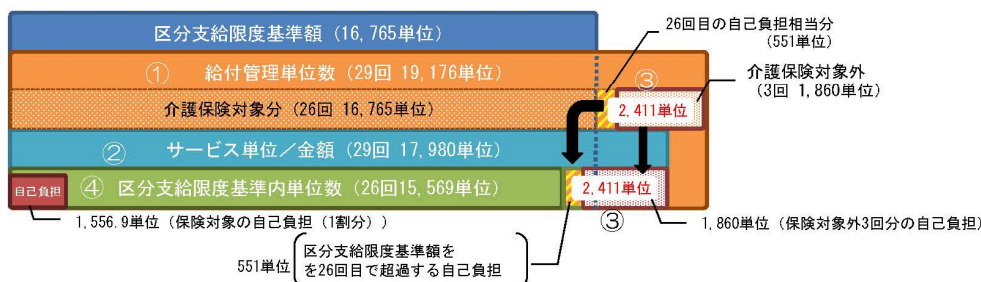 区分支給限度基準額(16,765単位)
26回目の自己負担相当分
(551単位)
① 給付管理単位数(29回 19,176単位)
③
介護保険対象外
(3回 1,860単位)
介護保険対象分(26回 16,765単位)
2,411単位
② サービス単位/金額(29回 17,980単位)
自己負担
④ 区分支給限度基準内単位数(26回15,569単位)
2,411単位
③
1,556.9単位(保険対象の自己負担(1割分))
1,860単位(保険対象外3回分の自己負担)
551単位
区分支給限度基準額を
を26回目で超過する自己負担